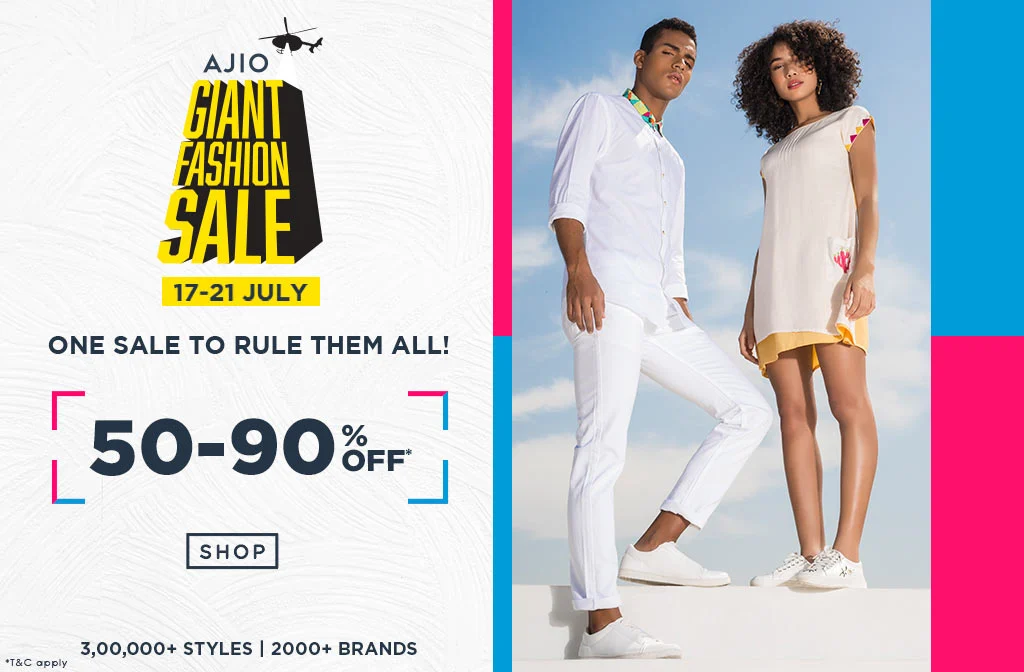 AJIO
GIANT
FASHION
SALE
17-21 JULY
ONE SALE TO RULE THEM ALL!
50-90% OFF*
SHOP
3,00,000+ STYLES | 2000+ BRANDS
*T&C apply